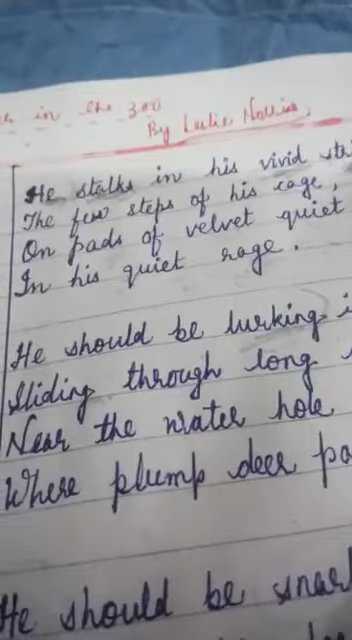 in the zoo
By Leslie Norris,
He stalks in his vivid
The few steps of his cage,
On pads of velvet quiet
In his quiet rage.
He should be lurking
Sliding through long
Near the water hole
Where plump deer
He should be